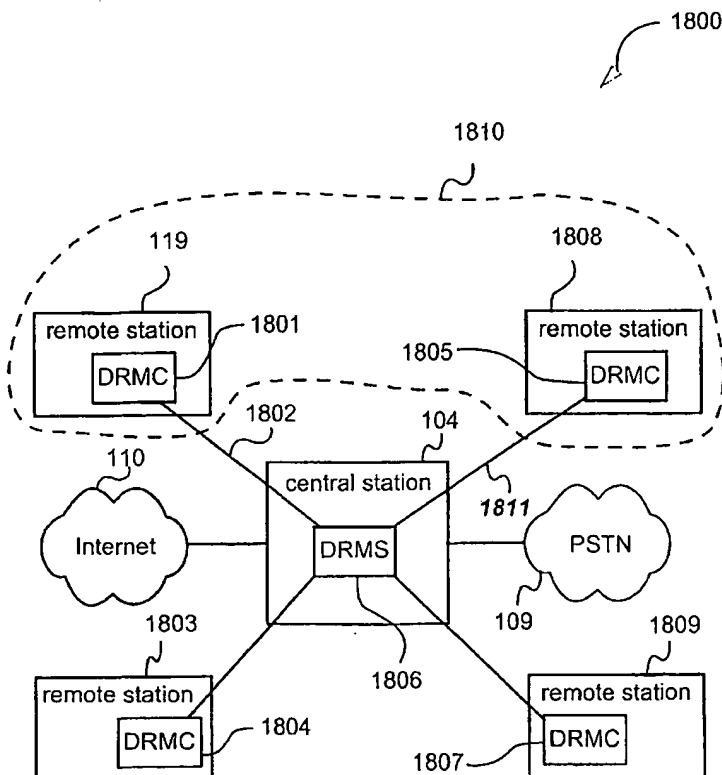 1800
1810
119
1808
remote station
1801
DRMC
remote station
1805
DRMC
1802
104
110
central station
1811
Internet
DRMS
PSTN
109
1803
1809
remote station
1806
remote station
DRMC
1804
1807
DRMC